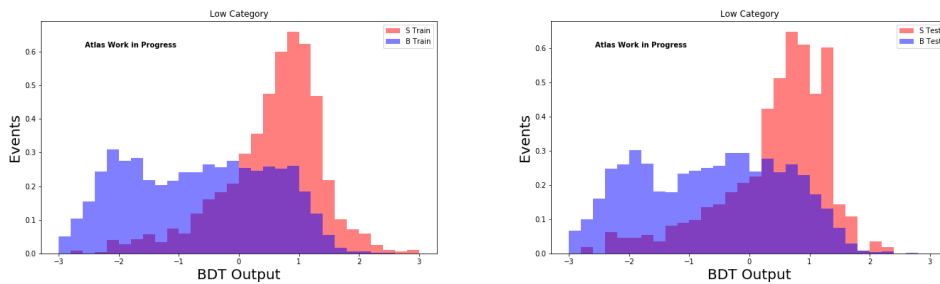 Low Category
Atlas Work in Progress
S Train
B Train
Events
0.6
0.5
0.4
0.3
0.2
0.1
0.0
−3
−2
−1
0
1
2
3
BDT Output
Low Category
Atlas Work in Progress
S Test
B Test
Events
0.6
0.5
0.4
0.3
0.2
0.1
0.0
−3
−2
−1
0
1
2
3
BDT Output